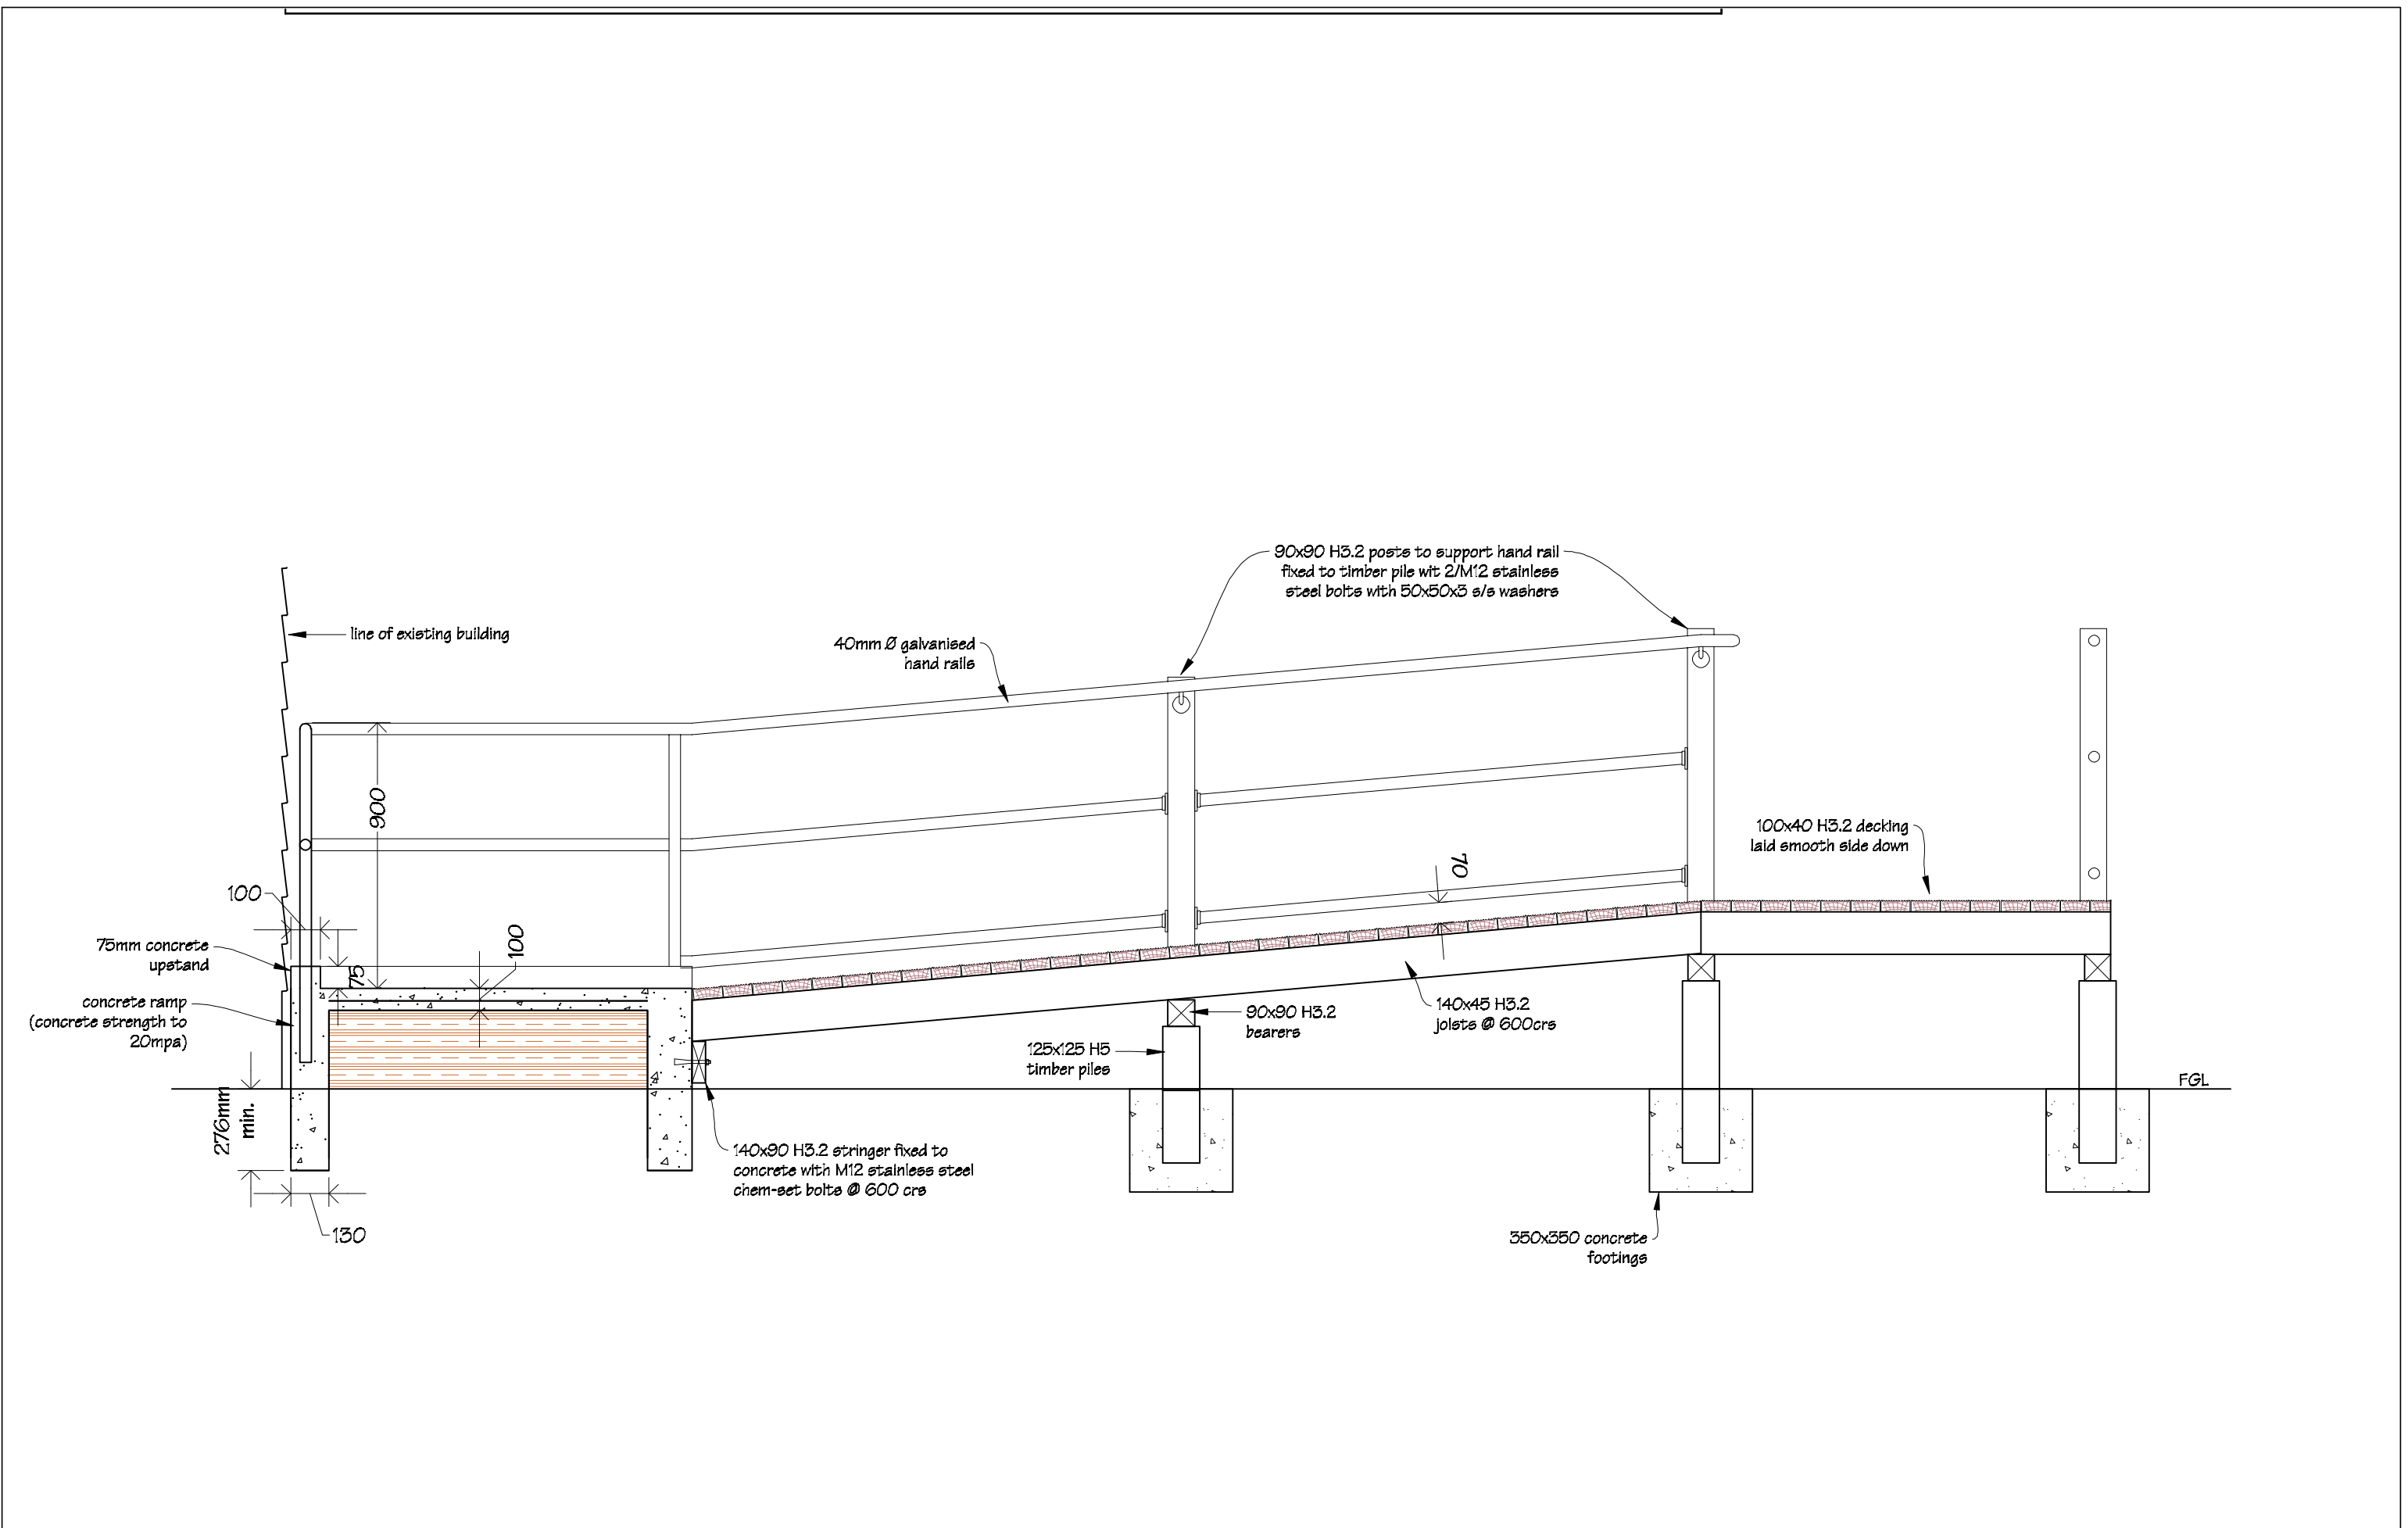 90x90 H3.2 posts to support hand rail
fixed to timber pile wit 2/M12 stainless
steel bolts with 50x50x3 s/s washers
line of existing building
40mm Ø galvanised
hand rails
900
100x40 H3.2 decking
laid smooth side down
70
100
75mm concrete
upstand
100
75
concrete ramp
(concrete strength to
20mpa)
90x90 H3.2
bearers
140x45 H3.2
joists @ 600crs
125x125 H5
timber piles
FGL
276mm
min.
140x90 H3.2 stringer fixed to
concrete with M12 stainless steel
chem-set bolts @ 600 crs
130
350x350 concrete
footings